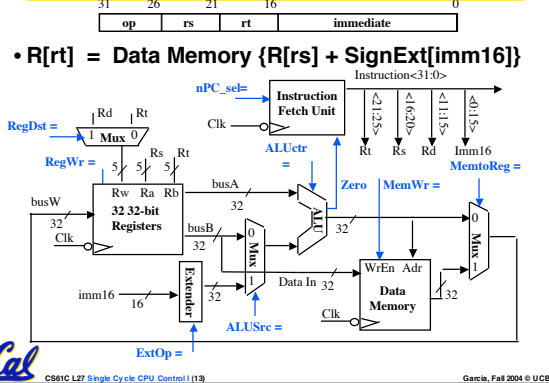 31 26 21 16 0
op rs rt immediate
• R[rt] = Data Memory {R[rs] + SignExt[imm16]}
Instruction<31:0>
nPC_sel=
Instruction
Fetch Unit
Clk
<21:25> <16:20> <11:15> <0:15>
Rt Rs Rd Imm16
Rd Rt
RegDst=
1 Mux 0
RegWr=
5 5 Rs 5 Rt
ALUctr
=
Zero
MemWr=
MemtoReg=
Rw Ra Rb
32 32-bit
Registers
busW
32
Clk
busA
32
busB
32
ALU
32
0
Mux
1
0
Mux
1
WrEn Adr
Data
Memory
Data In 32
32
Clk
imm16
16
Extender
32
ALUSrc =
ExtOp =
Cal
CS61C L27 Single Cycle CPU Control I (13)
Garcia, Fall 2004 © UCB